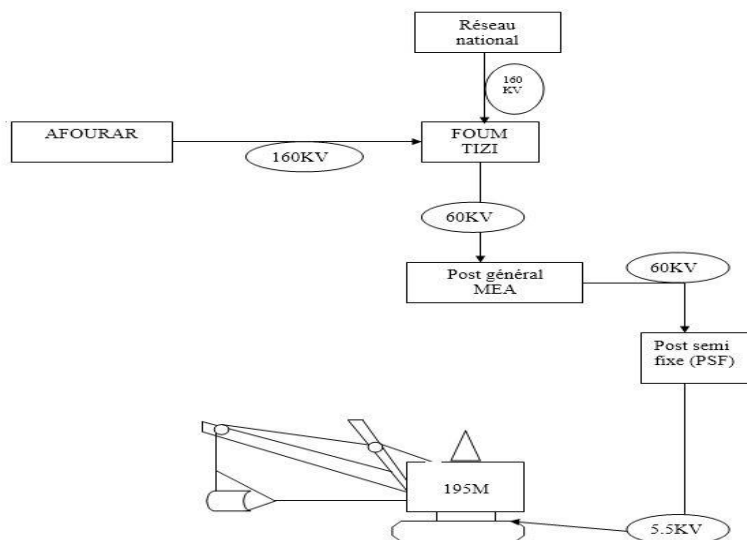 Réseau
national
160
KV
AFOURAR
FOUM
TIZI
160KV
60KV
Post général
MEA
60KV
Post semi
fixe (PSF)
195M
5.5KV